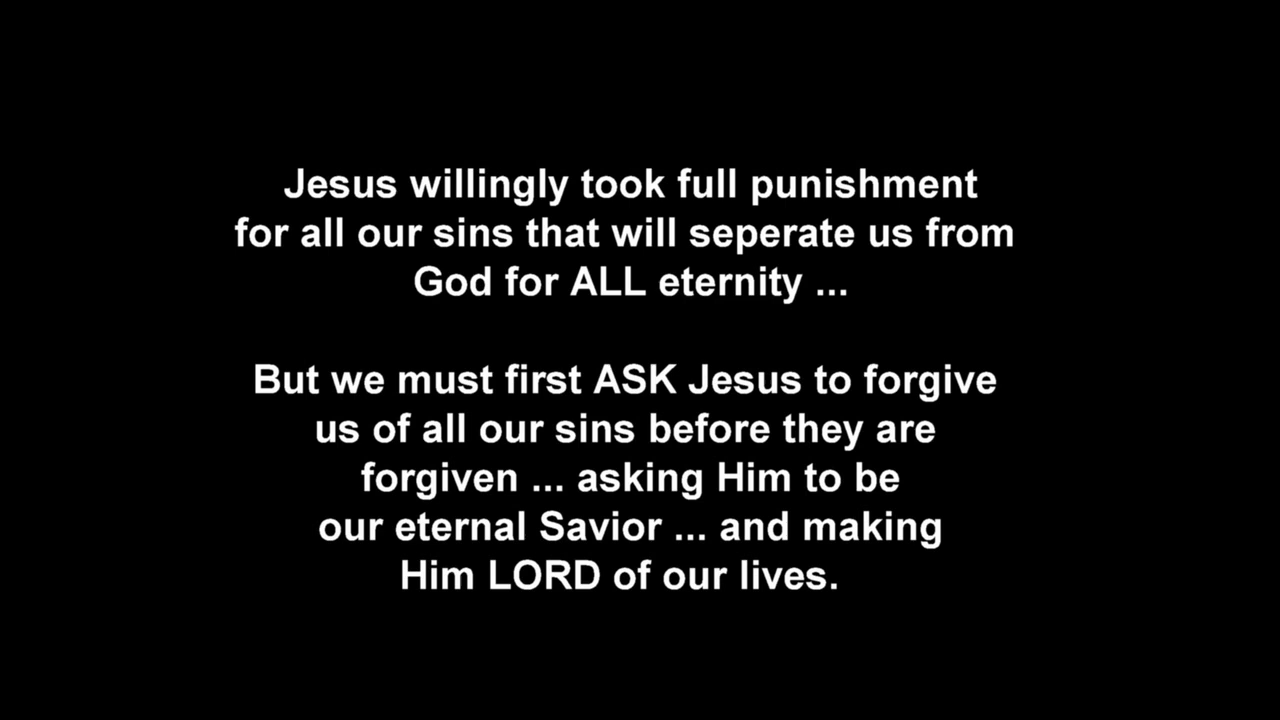 Jesus willingly took full punishment
for all our sins that will seperate us from
God for ALL eternity ...
But we must first ASK Jesus to forgive
us of all our sins before they are
forgiven ... asking Him to be
our eternal Savior ... and making
Him LORD of our lives.